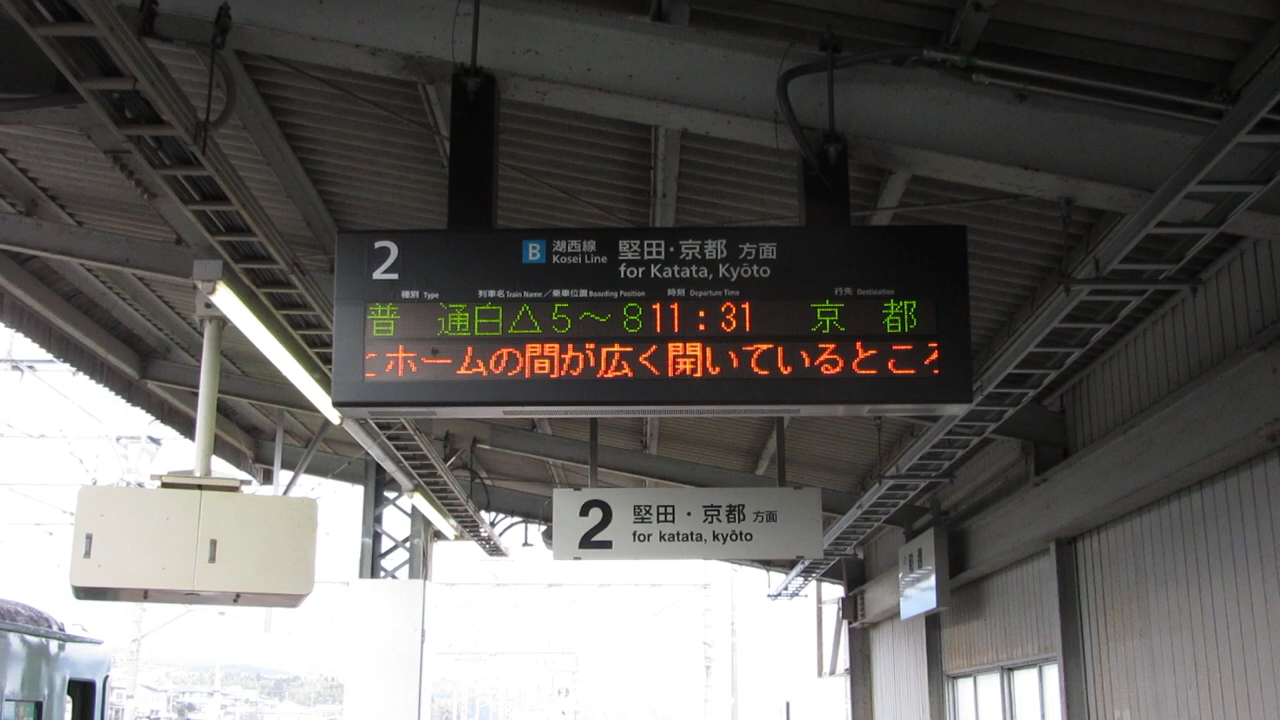 2 B 湖西線 堅田・京都 方面
Kosei Line for Katata, Kyōto
種別 Type 列車名 Train Name／乗車位置 Boarding Position 時刻 Departure Time 行先 Destination
普 通 白△5～8 11:31 京 都
とホームの間が広く開いているところ
2 堅田・京都 方面
for katata, kyōto